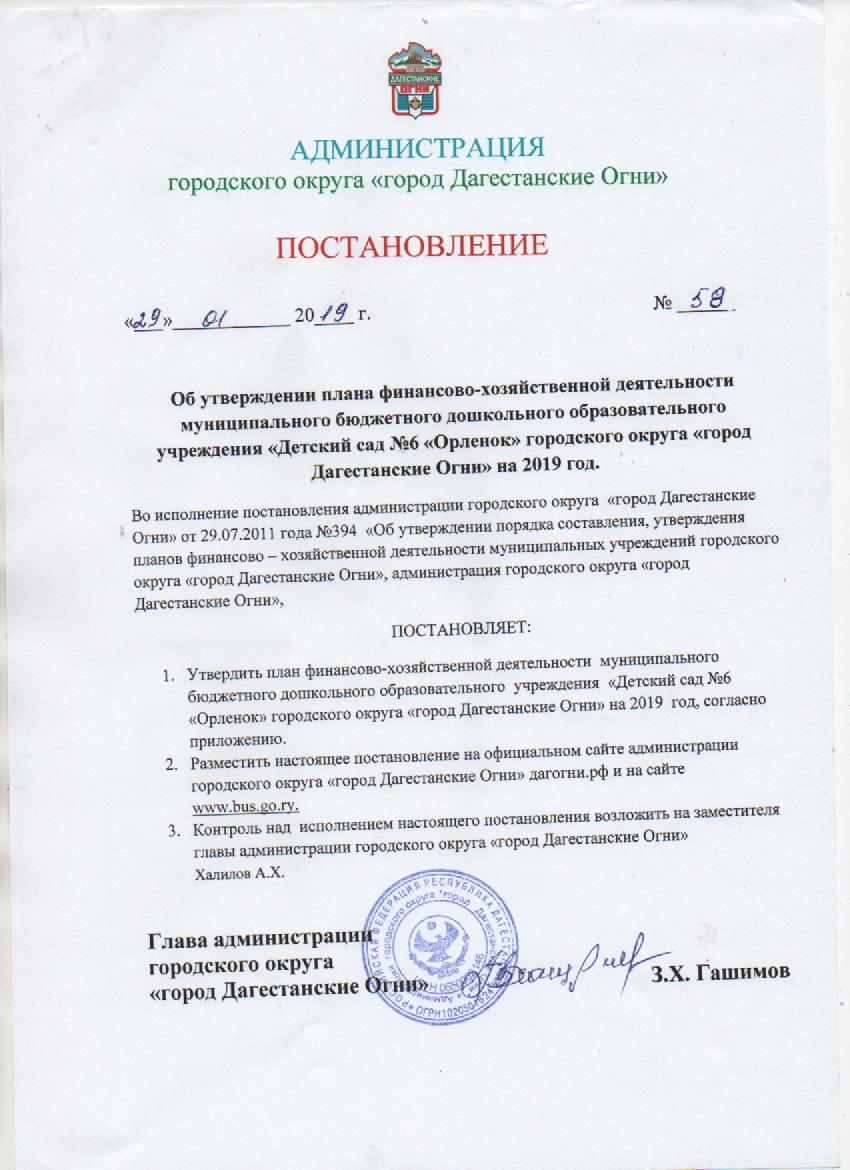 ДАГЕСТАНСКИЕ
ОГНИ
АДМИНИСТРАЦИЯ
городского округа «город Дагестанские Огни»
ПОСТАНОВЛЕНИЕ
«29» 01 2019 г.
№ 58
Об утверждении плана финансово-хозяйственной деятельности
муниципального бюджетного дошкольного образовательного
учреждения «Детский сад №6 «Орленок» городского округа «город
Дагестанские Огни» на 2019 год.
Во исполнение постановления администрации городского округа «город Дагестанские
Огни» от 29.07.2011 года №394 «Об утверждении порядка составления, утверждения
планов финансово – хозяйственной деятельности муниципальных учреждений городского
округа «город Дагестанские Огни», администрация городского округа «город
Дагестанские Огни»,
ПОСТАНОВЛЯЕТ:
1. Утвердить план финансово-хозяйственной деятельности муниципального
бюджетного дошкольного образовательного учреждения «Детский сад №6
«Орленок» городского округа «город Дагестанские Огни» на 2019 год, согласно
приложению.
2. Разместить настоящее постановление на официальном сайте администрации
городского округа «город Дагестанские Огни» дагогни.рф и на сайте
www.bus.go.ry.
3. Контроль над исполнением настоящего постановления возложить на заместителя
главы администрации городского округа «город Дагестанские Огни»
Халилов А.Х.
Глава администрации
городского округа
«город Дагестанские Огни»
З.Х. Гашимов